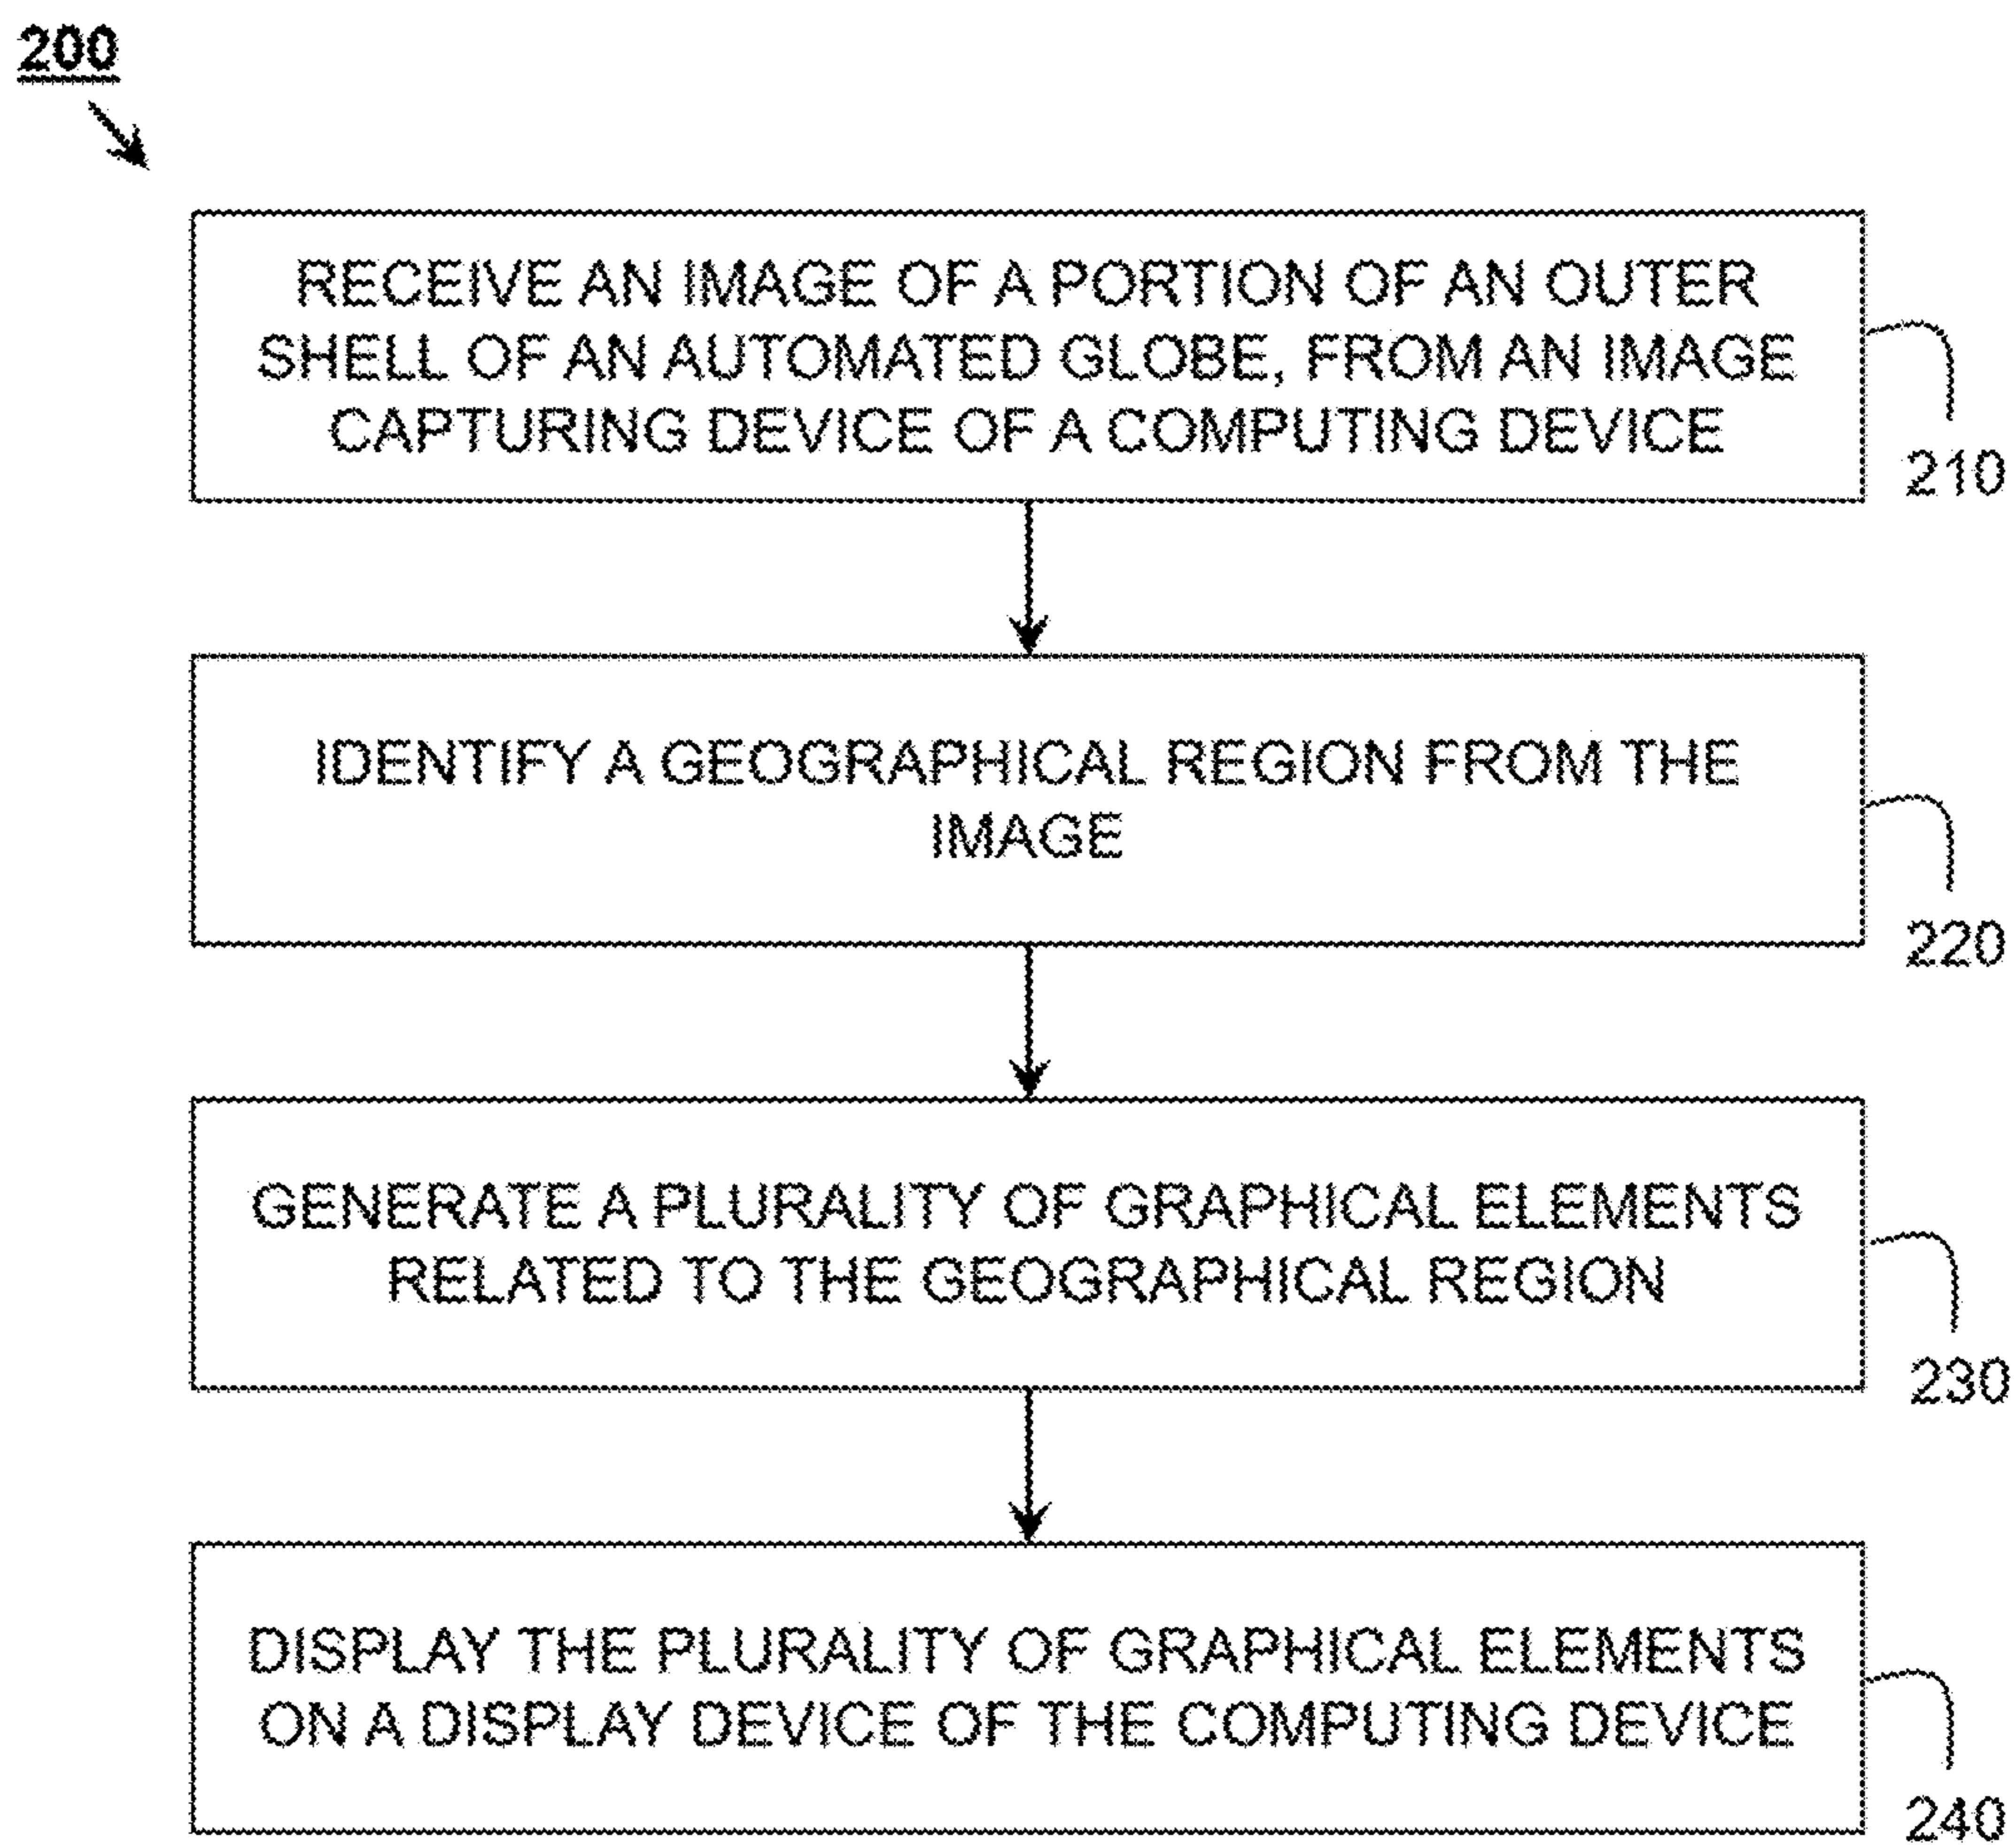 200
RECEIVE AN IMAGE OF A PORTION OF AN OUTER
SHELL OF AN AUTOMATED GLOBE, FROM AN IMAGE
CAPTURING DEVICE OF A COMPUTING DEVICE
210
IDENTIFY A GEOGRAPHICAL REGION FROM THE
IMAGE
220
GENERATE A PLURALITY OF GRAPHICAL ELEMENTS
RELATED TO THE GEOGRAPHICAL REGION
230
DISPLAY THE PLURALITY OF GRAPHICAL ELEMENTS
ON A DISPLAY DEVICE OF THE COMPUTING DEVICE
240